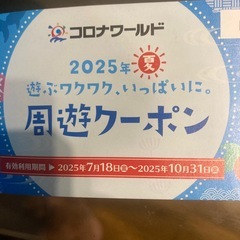 コロナワールド
2025年夏
遊ぶワクワク、いっぱいに。
周遊クーポン
有効利用期間 ▶ 2025年7月18日㊎〜2025年10月31日㊎